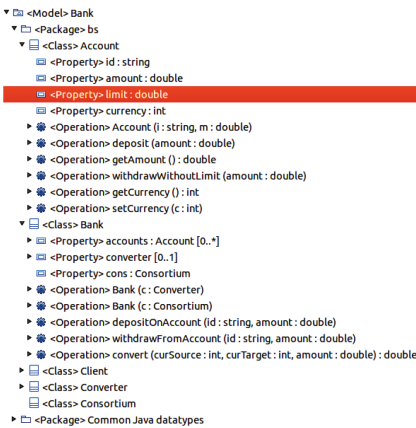 <Model> Bank
<Package> bs
<Class> Account
<Property> id : string
<Property> amount : double
<Property> limit : double
<Property> currency : int
<Operation> Account (i : string, m : double)
<Operation> deposit (amount : double)
<Operation> getAmount () : double
<Operation> withdrawWithoutLimit (amount : double)
<Operation> getCurrency () : int
<Operation> setCurrency (c : int)
<Class> Bank
<Property> accounts : Account [0..*]
<Property> converter [0..1]
<Property> cons : Consortium
<Operation> Bank (c : Converter)
<Operation> Bank (c : Consortium)
<Operation> depositOnAccount (id : string, amount : double)
<Operation> withdrawFromAccount (id : string, amount : double)
<Operation> convert (curSource : int, curTarget : int, amount : double) : double
<Class> Client
<Class> Converter
<Class> Consortium
<Package> Common Java datatypes